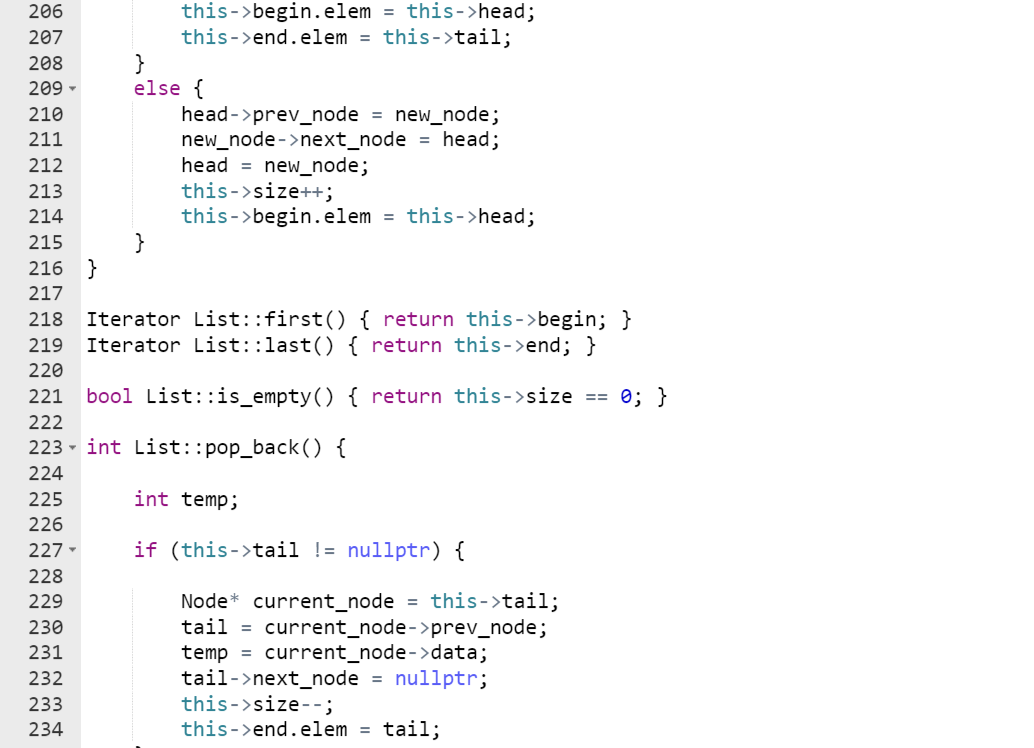 206 this->begin.elem = this->head;
207 this->end.elem = this->tail;
208 }
209 else {
210 head->prev_node = new_node;
211 new_node->next_node = head;
212 head = new_node;
213 this->size++;
214 this->begin.elem = this->head;
215 }
216 }
217
218 Iterator List::first() { return this->begin; }
219 Iterator List::last() { return this->end; }
220
221 bool List::is_empty() { return this->size == 0; }
222
223 int List::pop_back() {
224
225 int temp;
226
227 if (this->tail != nullptr) {
228
229 Node* current_node = this->tail;
230 tail = current_node->prev_node;
231 temp = current_node->data;
232 tail->next_node = nullptr;
233 this->size--;
234 this->end.elem = tail;